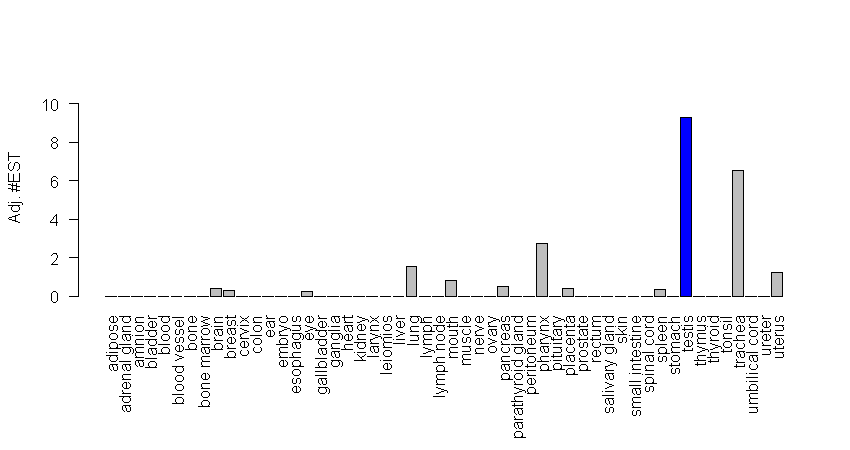 Adj. #EST
10
8
6
4
2
0
adipose
adrenal gland
amnion
bladder
blood
blood vessel
bone
bone marrow
brain
breast
cervix
colon
ear
embryo
esophagus
eye
gallbladder
ganglia
heart
kidney
larynx
leiomios
liver
lung
lymph
lymph node
mouth
muscle
nerve
ovary
pancreas
parathyroid gland
peritoneum
pharynx
pituitary
placenta
prostate
rectum
salivary gland
skin
small intestine
spinal cord
spleen
stomach
testis
thymus
thyroid
tonsil
trachea
umbilical cord
ureter
uterus